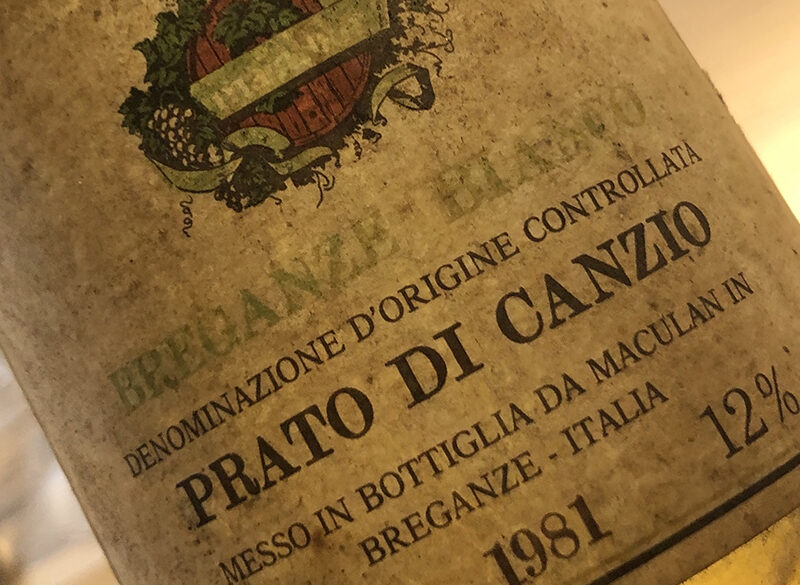 BREGANZE BIANCO
DENOMINAZIONE D'ORIGINE CONTROLLATA
PRATO DI CANZIO
MESSO IN BOTTIGLIA DA MACULAN IN
BREGANZE - ITALIA
12%
1981